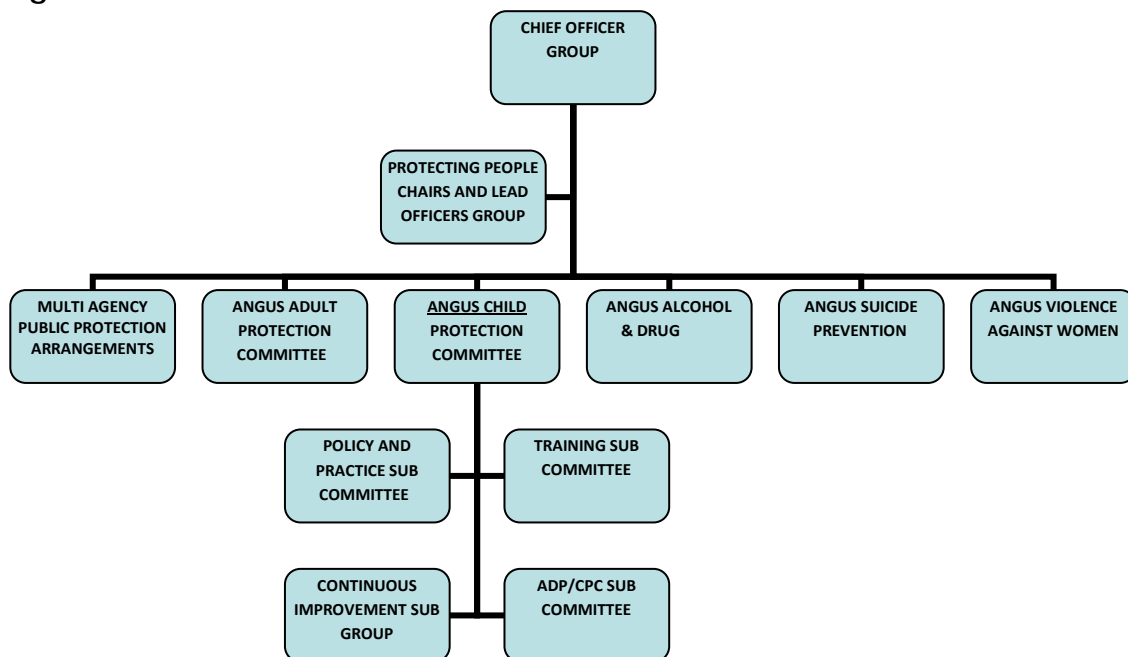 CHIEF OFFICER
GROUP
PROTECTING PEOPLE
CHAIRS AND LEAD
OFFICERS GROUP
MULTI AGENCY
PUBLIC PROTECTION
ARRANGEMENTS
ANGUS ADULT
PROTECTION
COMMITTEE
ANGUS CHILD
PROTECTION
COMMITTEE
ANGUS ALCOHOL
& DRUG
ANGUS SUICIDE
PREVENTION
ANGUS VIOLENCE
AGAINST WOMEN
POLICY AND
PRACTICE SUB
COMMITTEE
TRAINING SUB
COMMITTEE
CONTINUOUS
IMPROVEMENT SUB
GROUP
ADP/CPC SUB
COMMITTEE